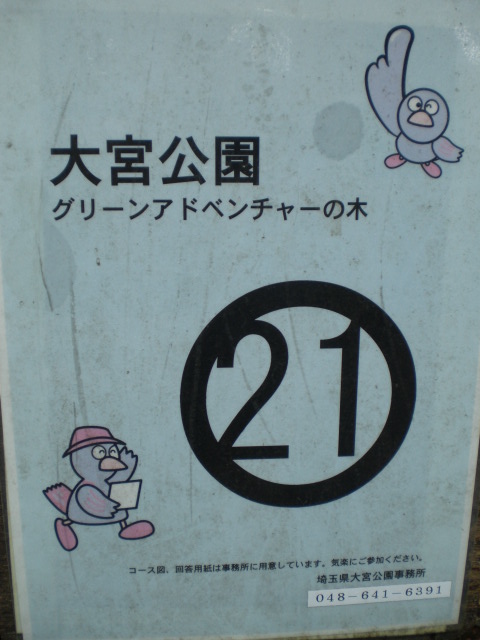 大宮公園
グリーンアドベンチャーの木
21
コース図、回答用紙は事務所に用意しています。気楽にご参加ください。
埼玉県大宮公園事務所
048-641-6391